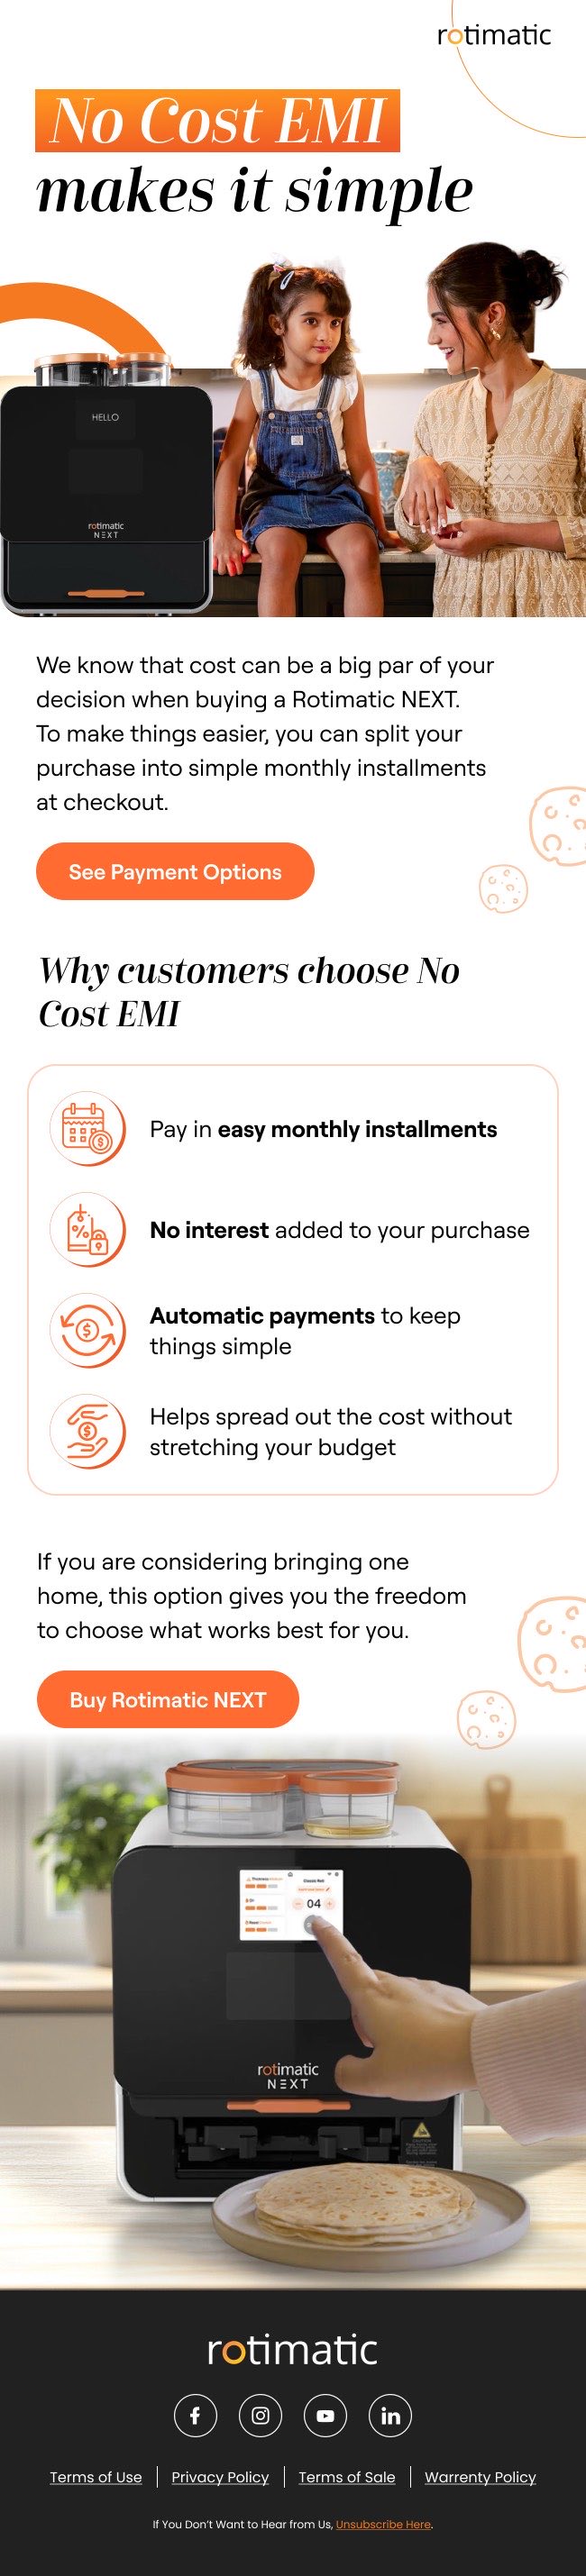 rotimatic
No Cost EMI
makes it simple
HELLO
rotimatic
NEXT
We know that cost can be a big par of your
decision when buying a Rotimatic NEXT.
To make things easier, you can split your
purchase into simple monthly installments
at checkout.
See Payment Options
Why customers choose No
Cost EMI
Pay in easy monthly installments
No interest added to your purchase
Automatic payments to keep
things simple
Helps spread out the cost without
stretching your budget
If you are considering bringing one
home, this option gives you the freedom
to choose what works best for you.
Buy Rotimatic NEXT
04
rotimatic
NEXT
rotimatic
Terms of Use | Privacy Policy | Terms of Sale | Warrenty Policy
If You Don't Want to Hear from Us, Unsubscribe Here.